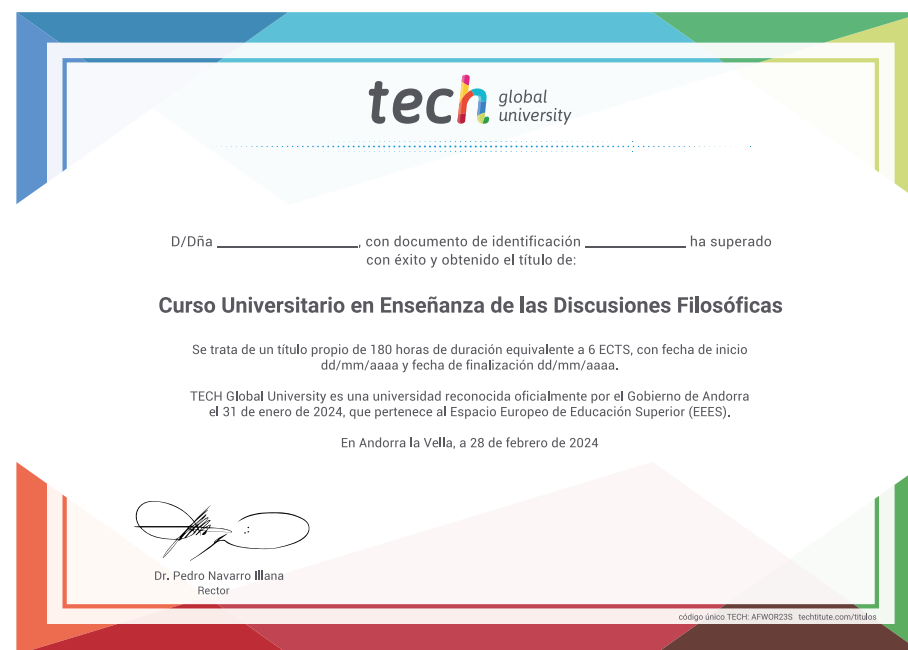 tech global university
D/Dña ______________, con documento de identificación ______________ ha superado
con éxito y obtenido el título de:
Curso Universitario en Enseñanza de las Discusiones Filosóficas
Se trata de un título propio de 180 horas de duración equivalente a 6 ECTS, con fecha de inicio
dd/mm/aaaa y fecha de finalización dd/mm/aaaa.
TECH Global University es una universidad reconocida oficialmente por el Gobierno de Andorra
el 31 de enero de 2024, que pertenece al Espacio Europeo de Educación Superior (EEES).
En Andorra la Vella, a 28 de febrero de 2024
Dr. Pedro Navarro Illana
Rector
código único TECH: AFWOR23S techtitute.com/titulos